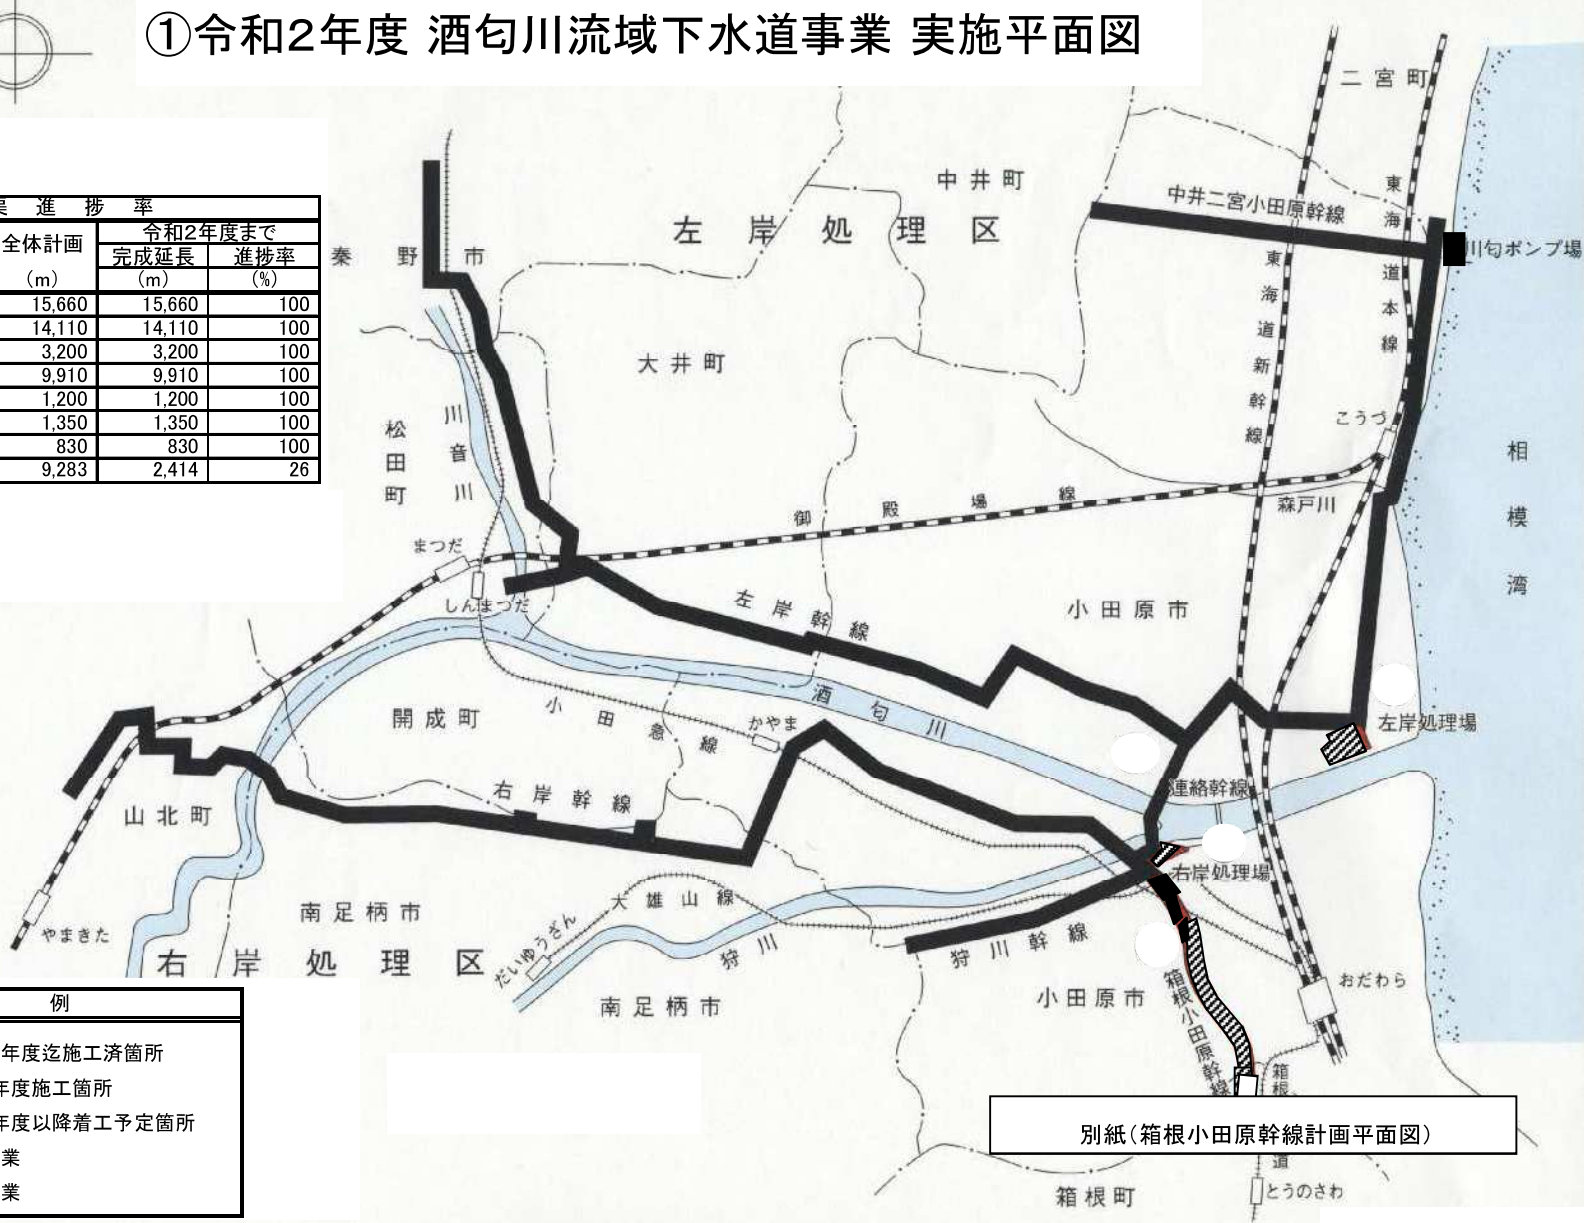 ①令和２年度 酒匂川流域下水道事業 実施平面図
進 捗 率
全体計画
(m)
令和２年度まで
完成延長
(m)
進捗率
(%)
15,660 15,660 100
14,110 14,110 100
3,200 3,200 100
9,910 9,910 100
1,200 1,200 100
1,350 1,350 100
830 830 100
9,283 2,414 26
二宮町
中井町
左岸処理区
中井二宮小田原幹線
東海道本線
東海道新幹線
川匂ポンプ場
秦野市
大井町
松田町
川音川
こうづ
相模湾
御殿場線
森戸川
まつだ
しんまつだ
左岸幹線
小田原市
酒匂川
開成町
小田急線
かやま
左岸処理場
連絡幹線
右岸幹線
山北町
右岸処理場
やまきた
南足柄市
大雄山線
だいゆうざん
狩川
狩川幹線
右岸処理区
南足柄市
小田原市
おだわら
箱根小田原幹線
箱根
道
別紙（箱根小田原幹線計画平面図）
とうのさわ
箱根町
例
年度迄施工済箇所
年度施工箇所
年度以降着工予定箇所
業
業